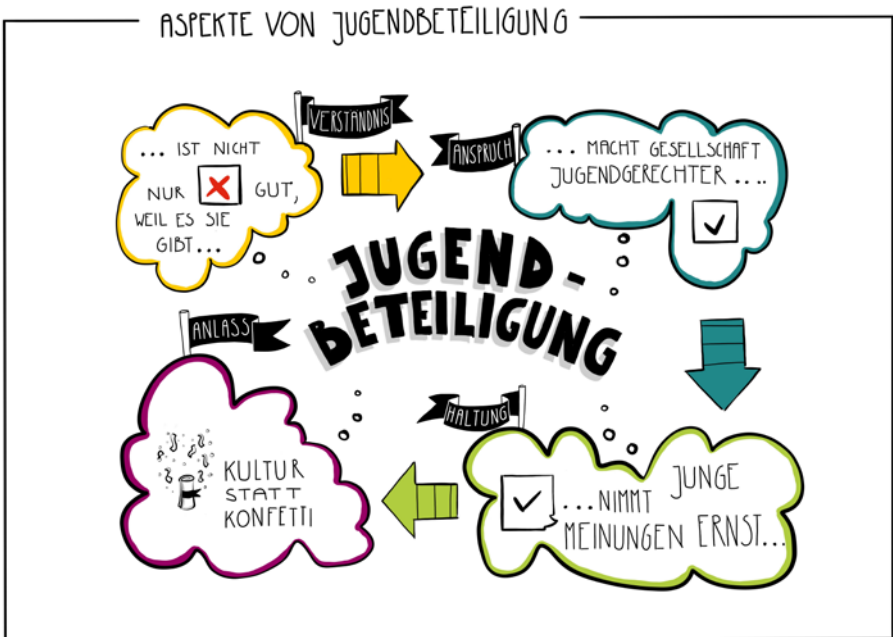 ASPEKTE VON JUGENDBETEILIGUNG
VERSTÄNDNIS
... IST NICHT
NUR GUT,
WEIL ES SIE
GIBT...
ANSPRUCH
... MACHT GESELLSCHAFT
JUGENDGERECHTER ....
JUGEND-
BETEILIGUNG
ANLASS
KULTUR
STATT
KONFETTI
HALTUNG
...NIMMT JUNGE
MEINUNGEN ERNST...